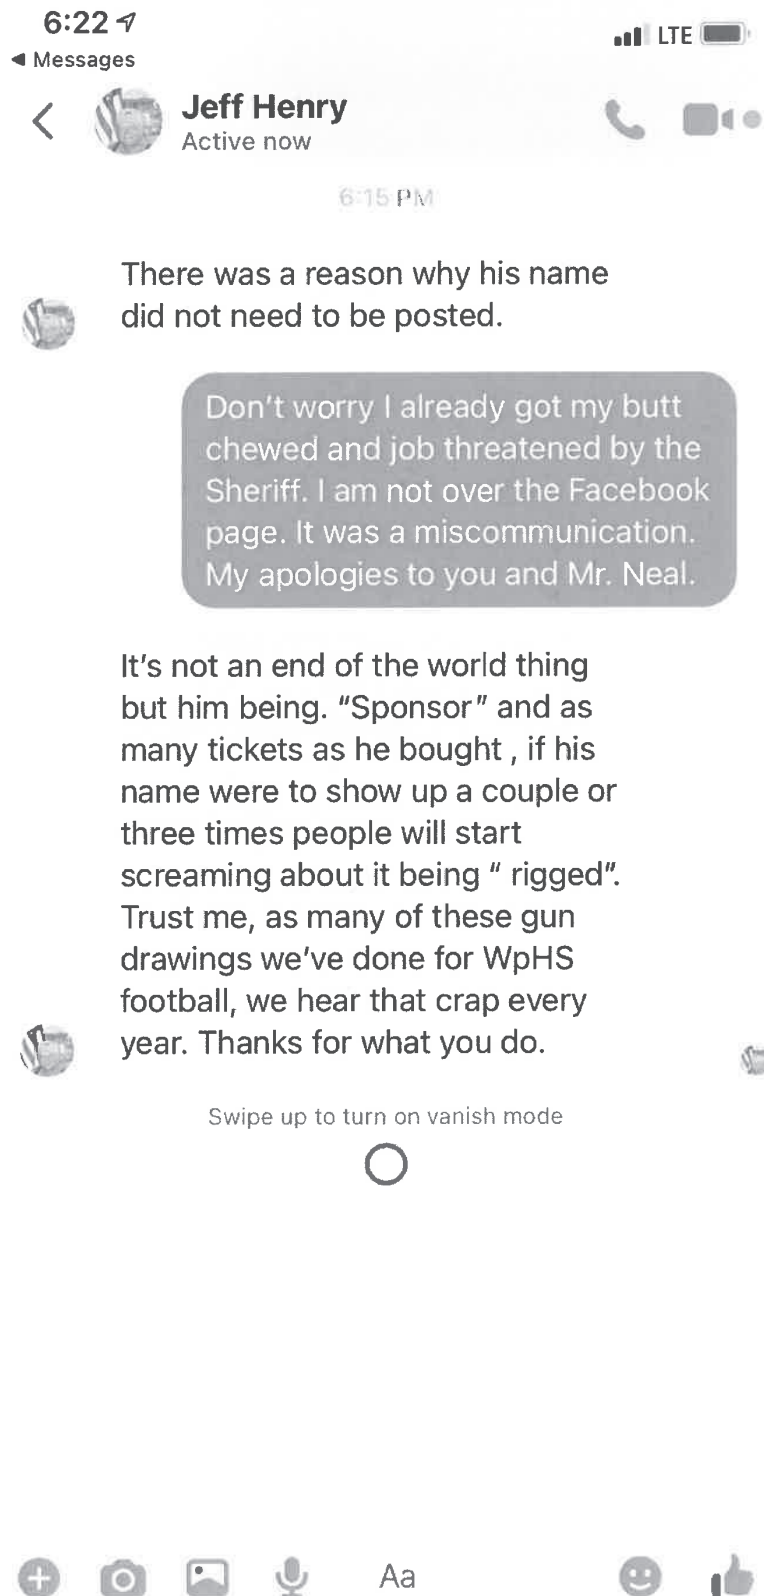 6:22
LTE
◀ Messages
Jeff Henry
Active now
6:15 PM
There was a reason why his name
did not need to be posted.
Don't worry I already got my butt
chewed and job threatened by the
Sheriff. I am not over the Facebook
page. It was a miscommunication.
My apologies to you and Mr. Neal.
It's not an end of the world thing
but him being. “Sponsor” and as
many tickets as he bought , if his
name were to show up a couple or
three times people will start
screaming about it being “ rigged”.
Trust me, as many of these gun
drawings we've done for WpHS
football, we hear that crap every
year. Thanks for what you do.
Swipe up to turn on vanish mode
Aa